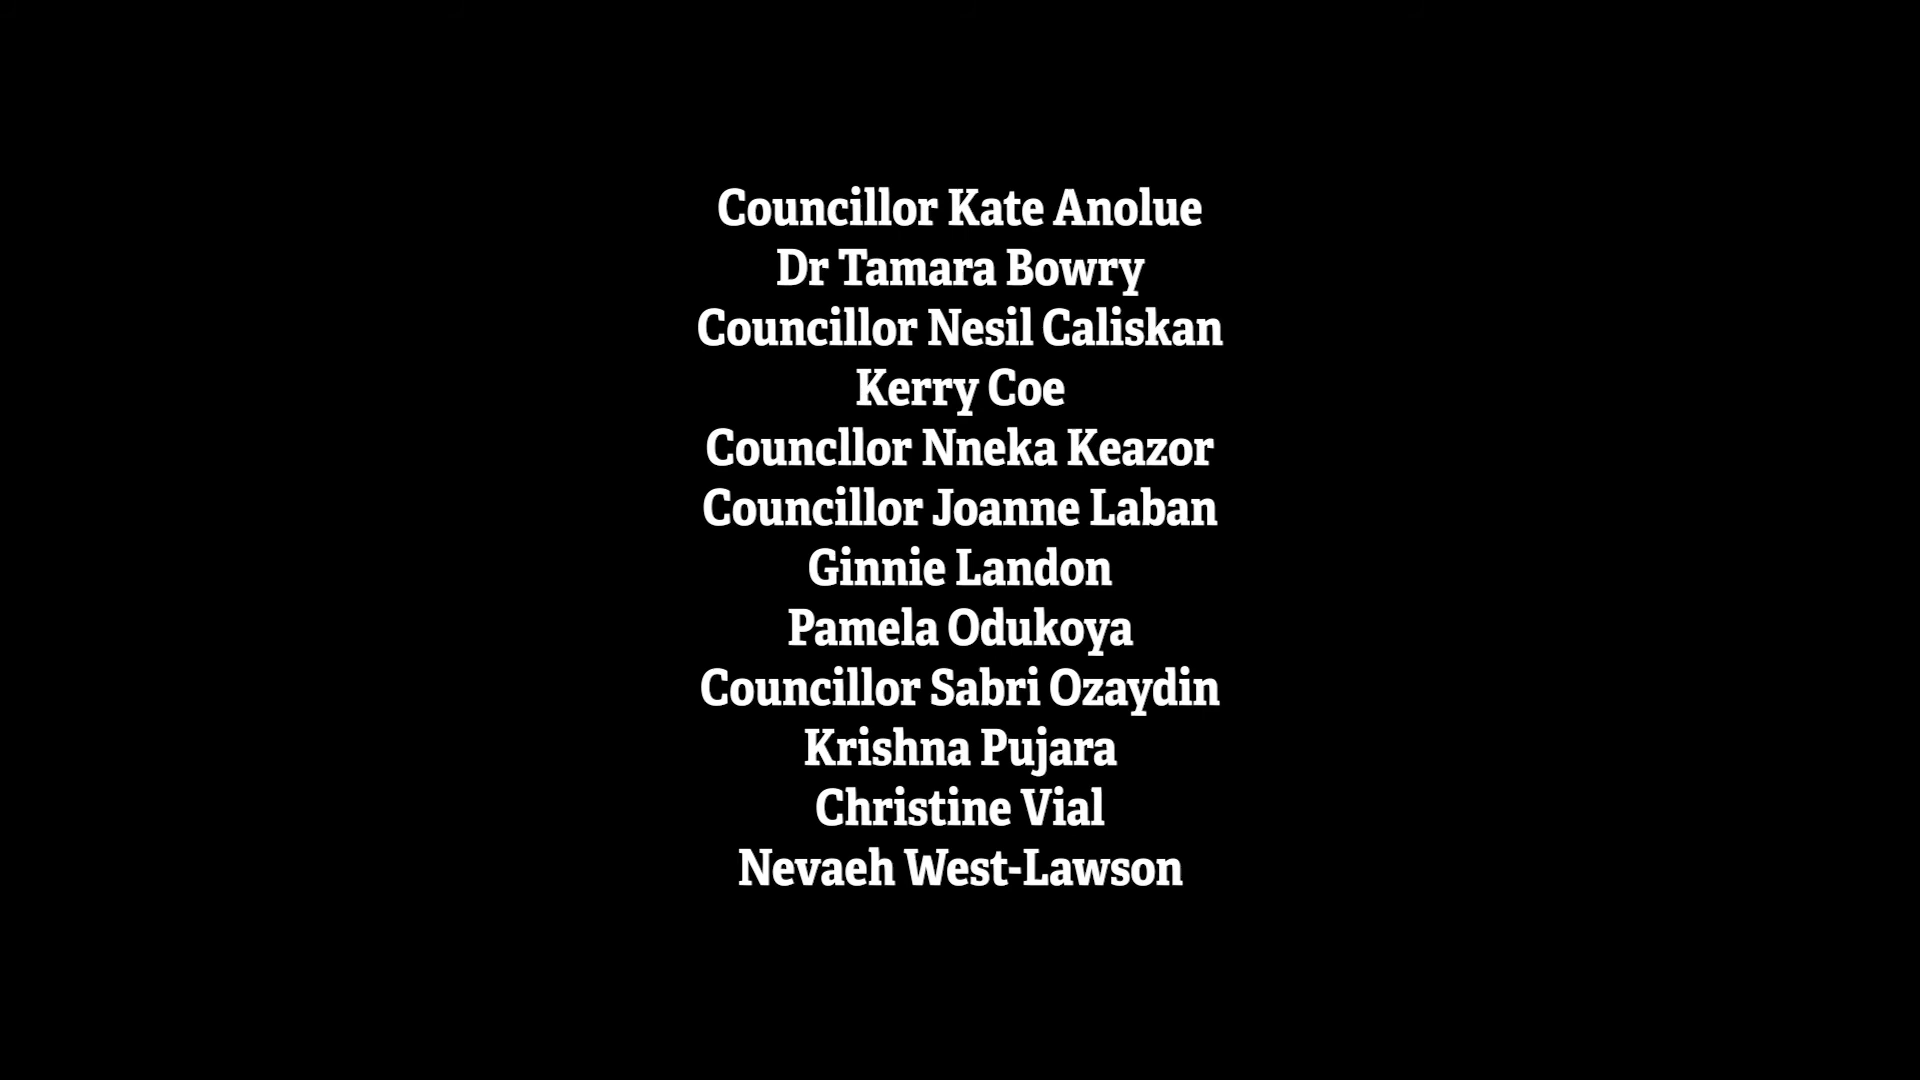 Councillor Kate Anolue
Dr Tamara Bowry
Councillor Nesil Caliskan
Kerry Coe
Councllor Nneka Keazor
Councillor Joanne Laban
Ginnie Landon
Pamela Odukoya
Councillor Sabri Ozaydin
Krishna Pujara
Christine Vial
Nevaeh West-Lawson